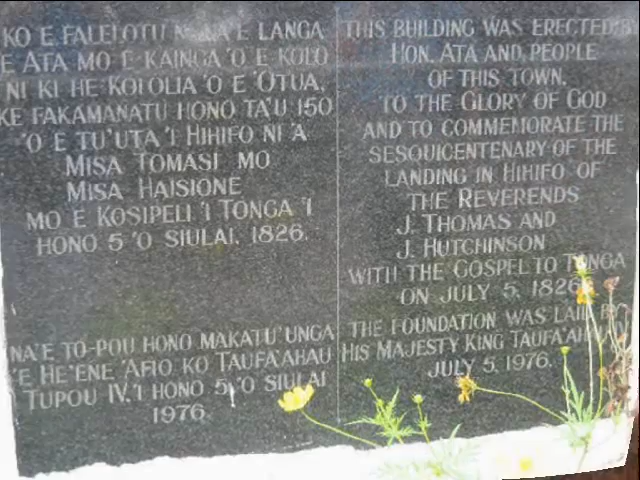 KO E FALELOTU E LANGA
E ATA MO E KAINGA 'O E KOLO
NI KI HE KOLOLIA 'O E 'OTUA,
KE FAKAMANATU HONO TA'U 150
'O E TU'UTA 'I HIHIFO NI 'A
MISA TOMASI MO
MISA HAISIONE
MO E KOSIPELI 'I TONGA 'I
HONO 5 'O SIULAI, 1826.
NA'E TO-POU HONO MAKATU'UNGA
'E HE'ENE 'AFIO KO TAUFA'AHAU
TUPOU IV. 'I HONO 5 'O SIULAI
1976.
THIS BUILDING WAS ERECTED BY
HON. ATA AND PEOPLE
OF THIS TOWN,
TO THE GLORY OF GOD
AND TO COMMEMORATE THE
SESQUICENTENARY OF THE
LANDING IN HIHIFO OF
THE REVERENDS
J. THOMAS AND
J. HUTCHINSON
WITH THE GOSPEL TO TONGA
ON JULY 5, 1826.
THE FOUNDATION WAS LAID BY
HIS MAJESTY KING TAUFA'AHAU
JULY 5, 1976.